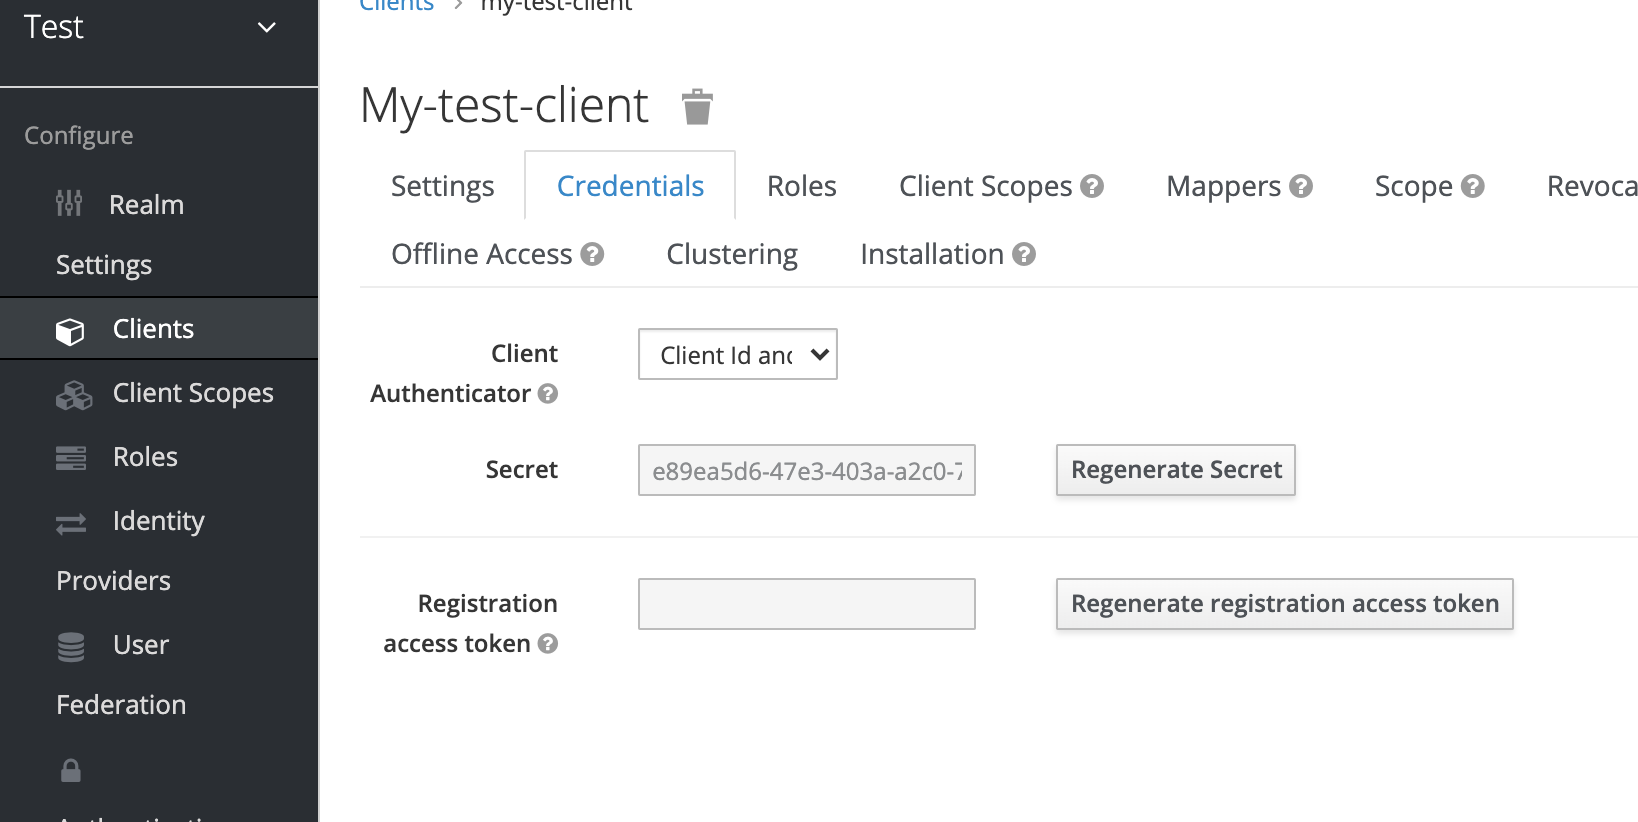 Test
Configure
Realm
Settings
Clients
Client Scopes
Roles
Identity
Providers
User
Federation
Clients > my-test-client
My-test-client
Settings Credentials Roles Client Scopes ? Mappers ? Scope ? Revoca
Offline Access ? Clustering Installation ?
Client
Authenticator ?
Client Id and
Secret
e89ea5d6-47e3-403a-a2c0-7
Regenerate Secret
Registration
access token ?
Regenerate registration access token